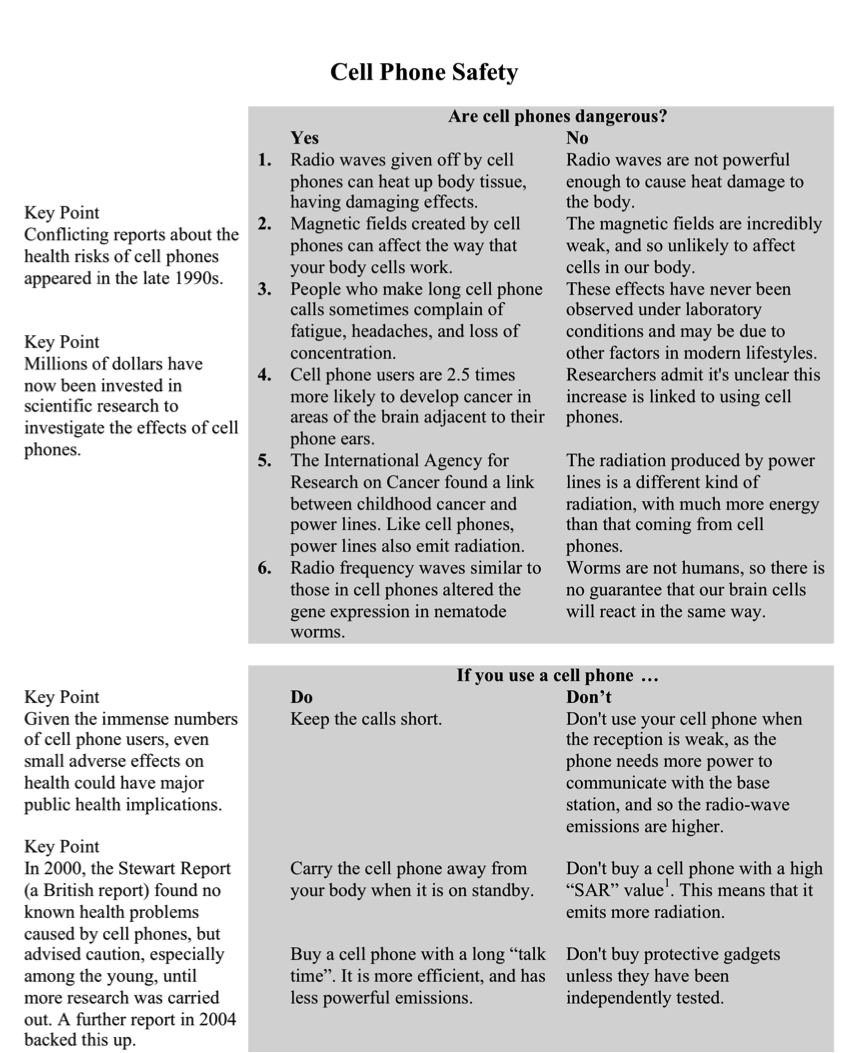 Cell Phone Safety
Key Point
Conflicting reports about the
health risks of cell phones
appeared in the late 1990s.
Key Point
Millions of dollars have
now been invested in
scientific research to
investigate the effects of cell
phones.
Are cell phones dangerous?
Yes
No
1. Radio waves given off by cell
phones can heat up body tissue,
having damaging effects.
Radio waves are not powerful
enough to cause heat damage to
the body.
2. Magnetic fields created by cell
phones can affect the way that
your body cells work.
The magnetic fields are incredibly
weak, and so unlikely to affect
cells in our body.
3. People who make long cell phone
calls sometimes complain of
fatigue, headaches, and loss of
concentration.
These effects have never been
observed under laboratory
conditions and may be due to
other factors in modern lifestyles.
4. Cell phone users are 2.5 times
more likely to develop cancer in
areas of the brain adjacent to their
phone ears.
Researchers admit it's unclear this
increase is linked to using cell
phones.
5. The International Agency for
Research on Cancer found a link
between childhood cancer and
power lines. Like cell phones,
power lines also emit radiation.
The radiation produced by power
lines is a different kind of
radiation, with much more energy
than that coming from cell
phones.
6. Radio frequency waves similar to
those in cell phones altered the
gene expression in nematode
worms.
Worms are not humans, so there is
no guarantee that our brain cells
will react in the same way.
Key Point
Given the immense numbers
of cell phone users, even
small adverse effects on
health could have major
public health implications.
Key Point
In 2000, the Stewart Report
(a British report) found no
known health problems
caused by cell phones, but
advised caution, especially
among the young, until
more research was carried
out. A further report in 2004
backed this up.
If you use a cell phone …
Do
Don’t
Keep the calls short.
Don't use your cell phone when
the reception is weak, as the
phone needs more power to
communicate with the base
station, and so the radio-wave
emissions are higher.
Carry the cell phone away from
your body when it is on standby.
Don't buy a cell phone with a high
“SAR” value¹. This means that it
emits more radiation.
Buy a cell phone with a long “talk
time”. It is more efficient, and has
less powerful emissions.
Don't buy protective gadgets
unless they have been
independently tested.